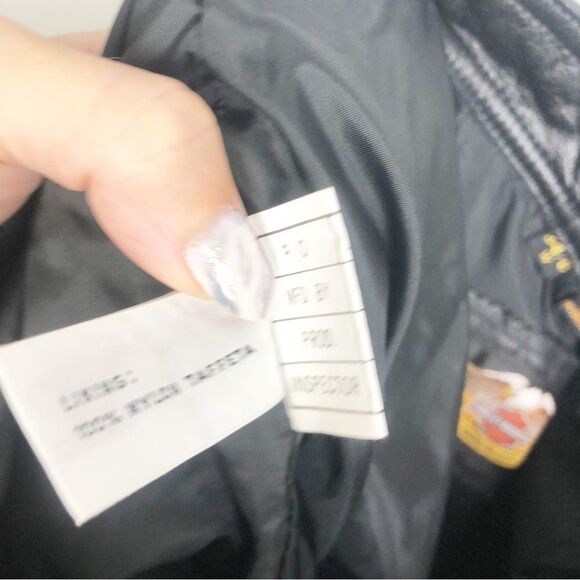 P D
MFD BY
PROD.
INSPECTOR
LINING:
100% NYLON TAFFETA